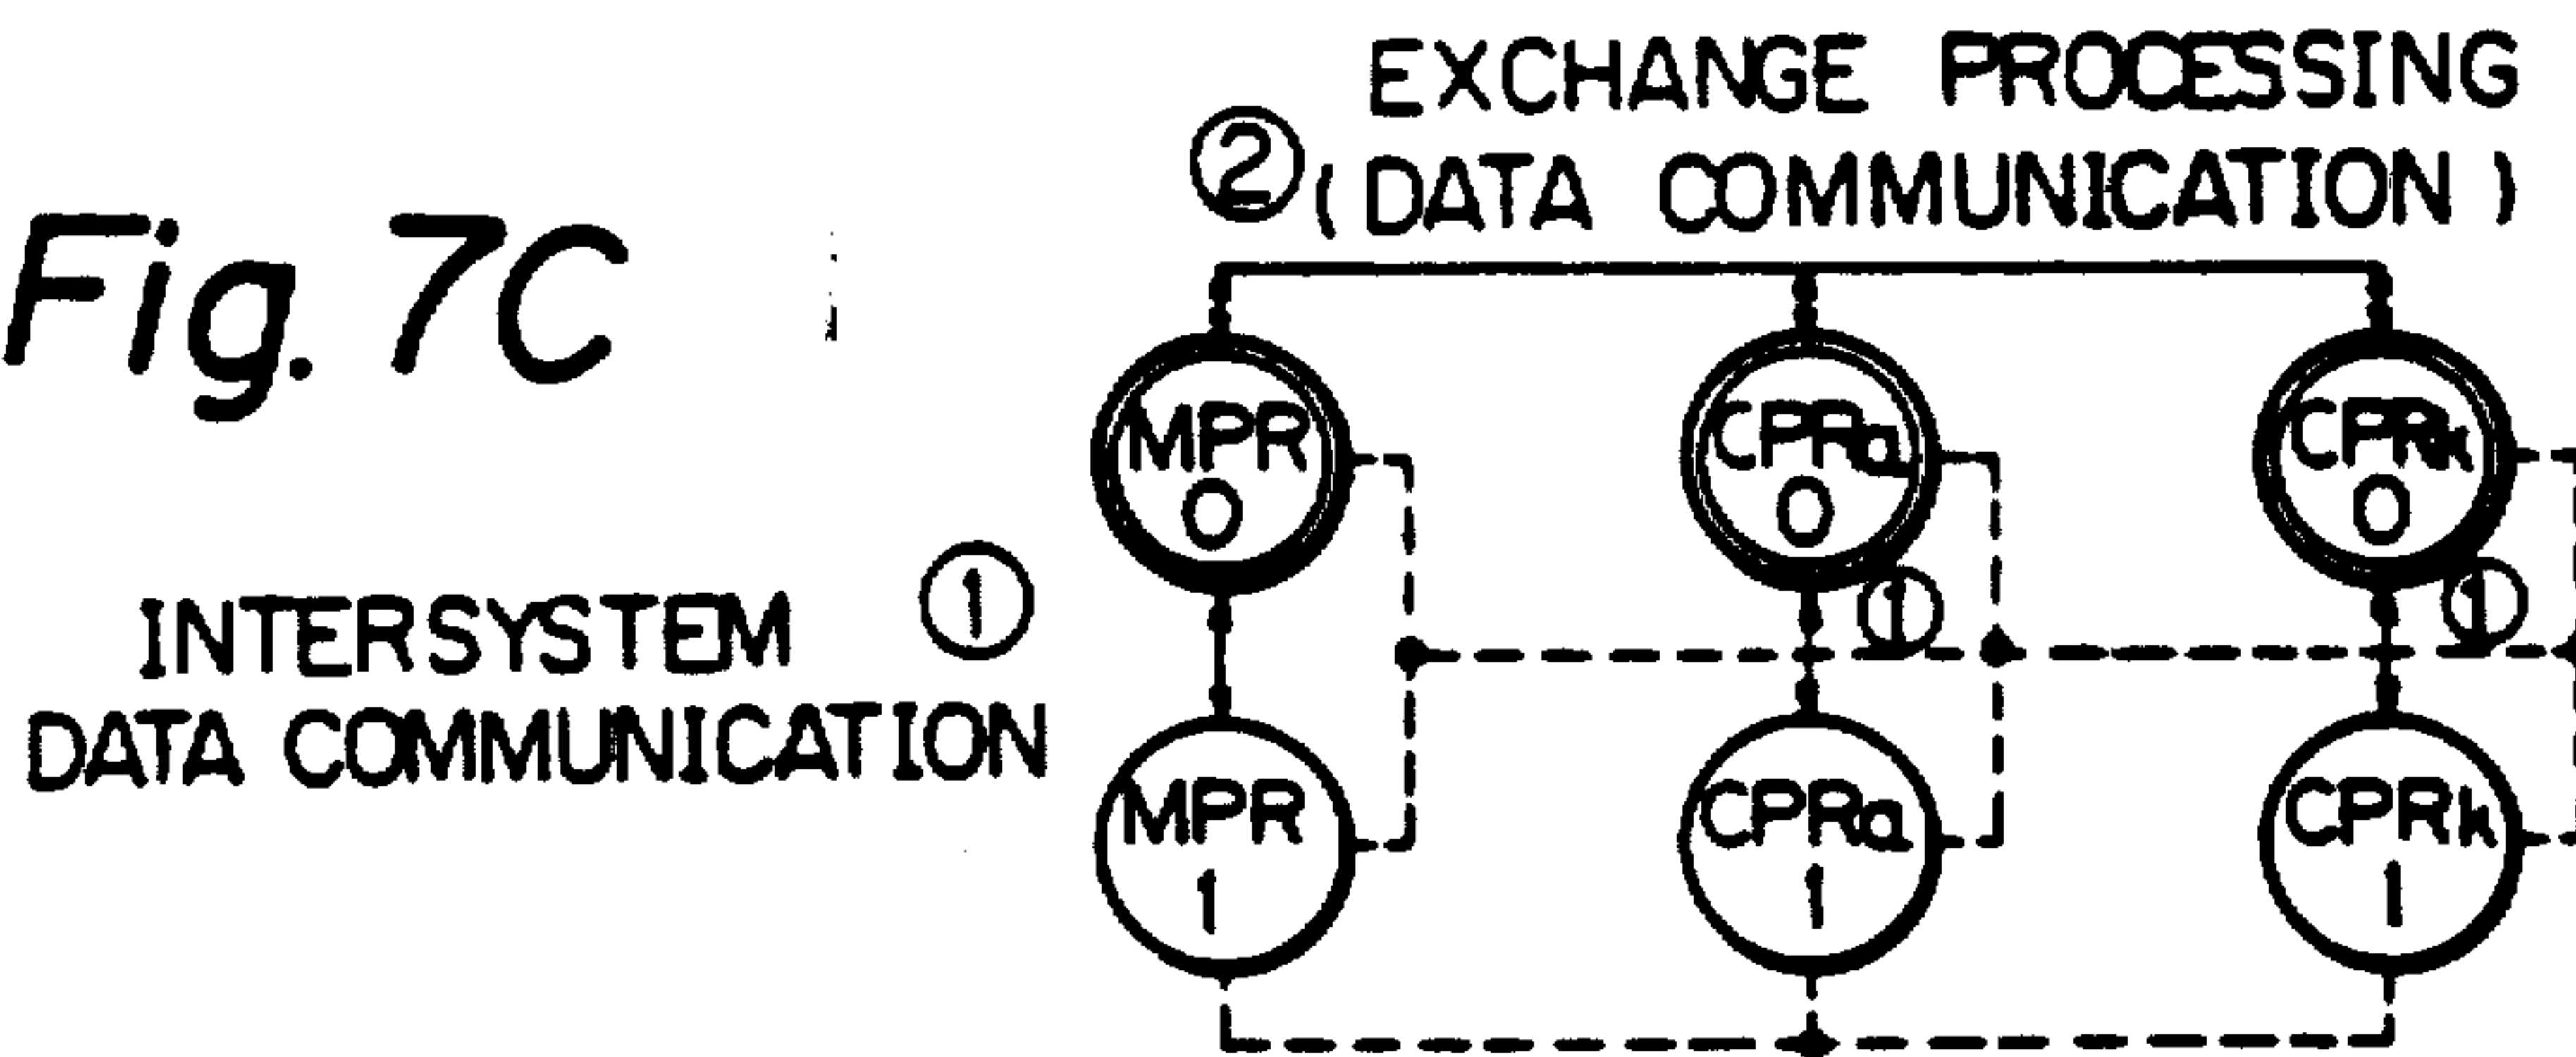 Fig. 7C
EXCHANGE PROCESSING
② (DATA COMMUNICATION)
MPR
0
CPRa
0
CPRk
0
INTERSYSTEM ①
DATA COMMUNICATION
①
①
MPR
1
CPRa
1
CPRk
1